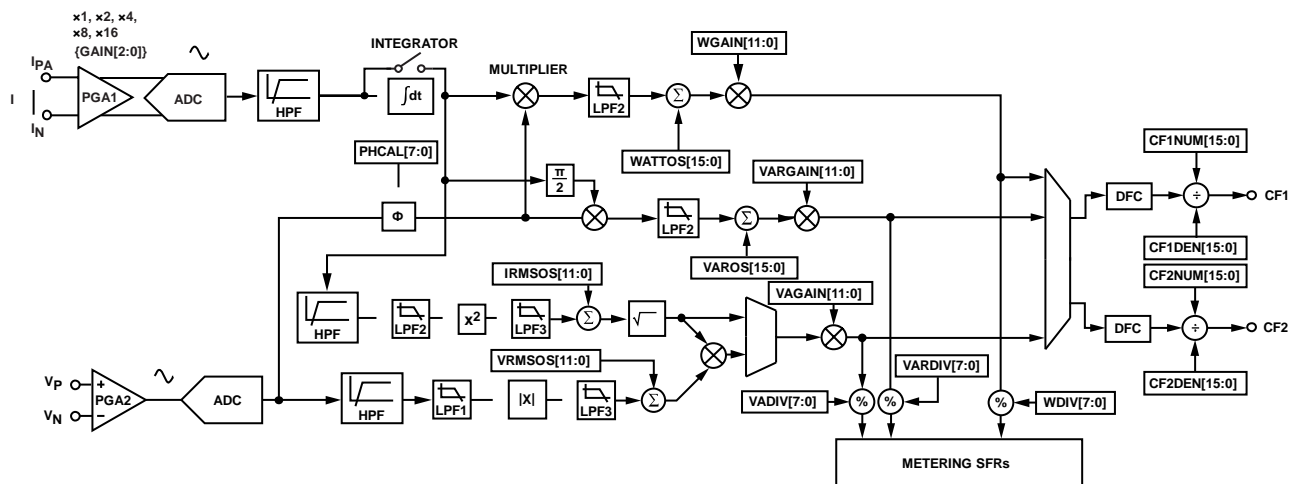 ×1, ×2, ×4,
×8, ×16
{GAIN[2:0]}
INTEGRATOR
WGAIN[11:0]
MULTIPLIER
I
I_PA
I_N
PGA1
ADC
HPF
∫dt
LPF2
Σ
WATTOS[15:0]
PHCAL[7:0]
π
2
VARGAIN[11:0]
CF1NUM[15:0]
DFC
÷
CF1
CF1DEN[15:0]
Φ
LPF2
Σ
VAROS[15:0]
IRMSOS[11:0]
VAGAIN[11:0]
CF2NUM[15:0]
HPF
LPF2
X²
LPF3
Σ
√
DFC
÷
CF2
CF2DEN[15:0]
VRMSOS[11:0]
VARDIV[7:0]
V_P
V_N
+
−
PGA2
ADC
HPF
LPF1
|X|
LPF3
Σ
VADIV[7:0]
%
%
%
WDIV[7:0]
METERING SFRs